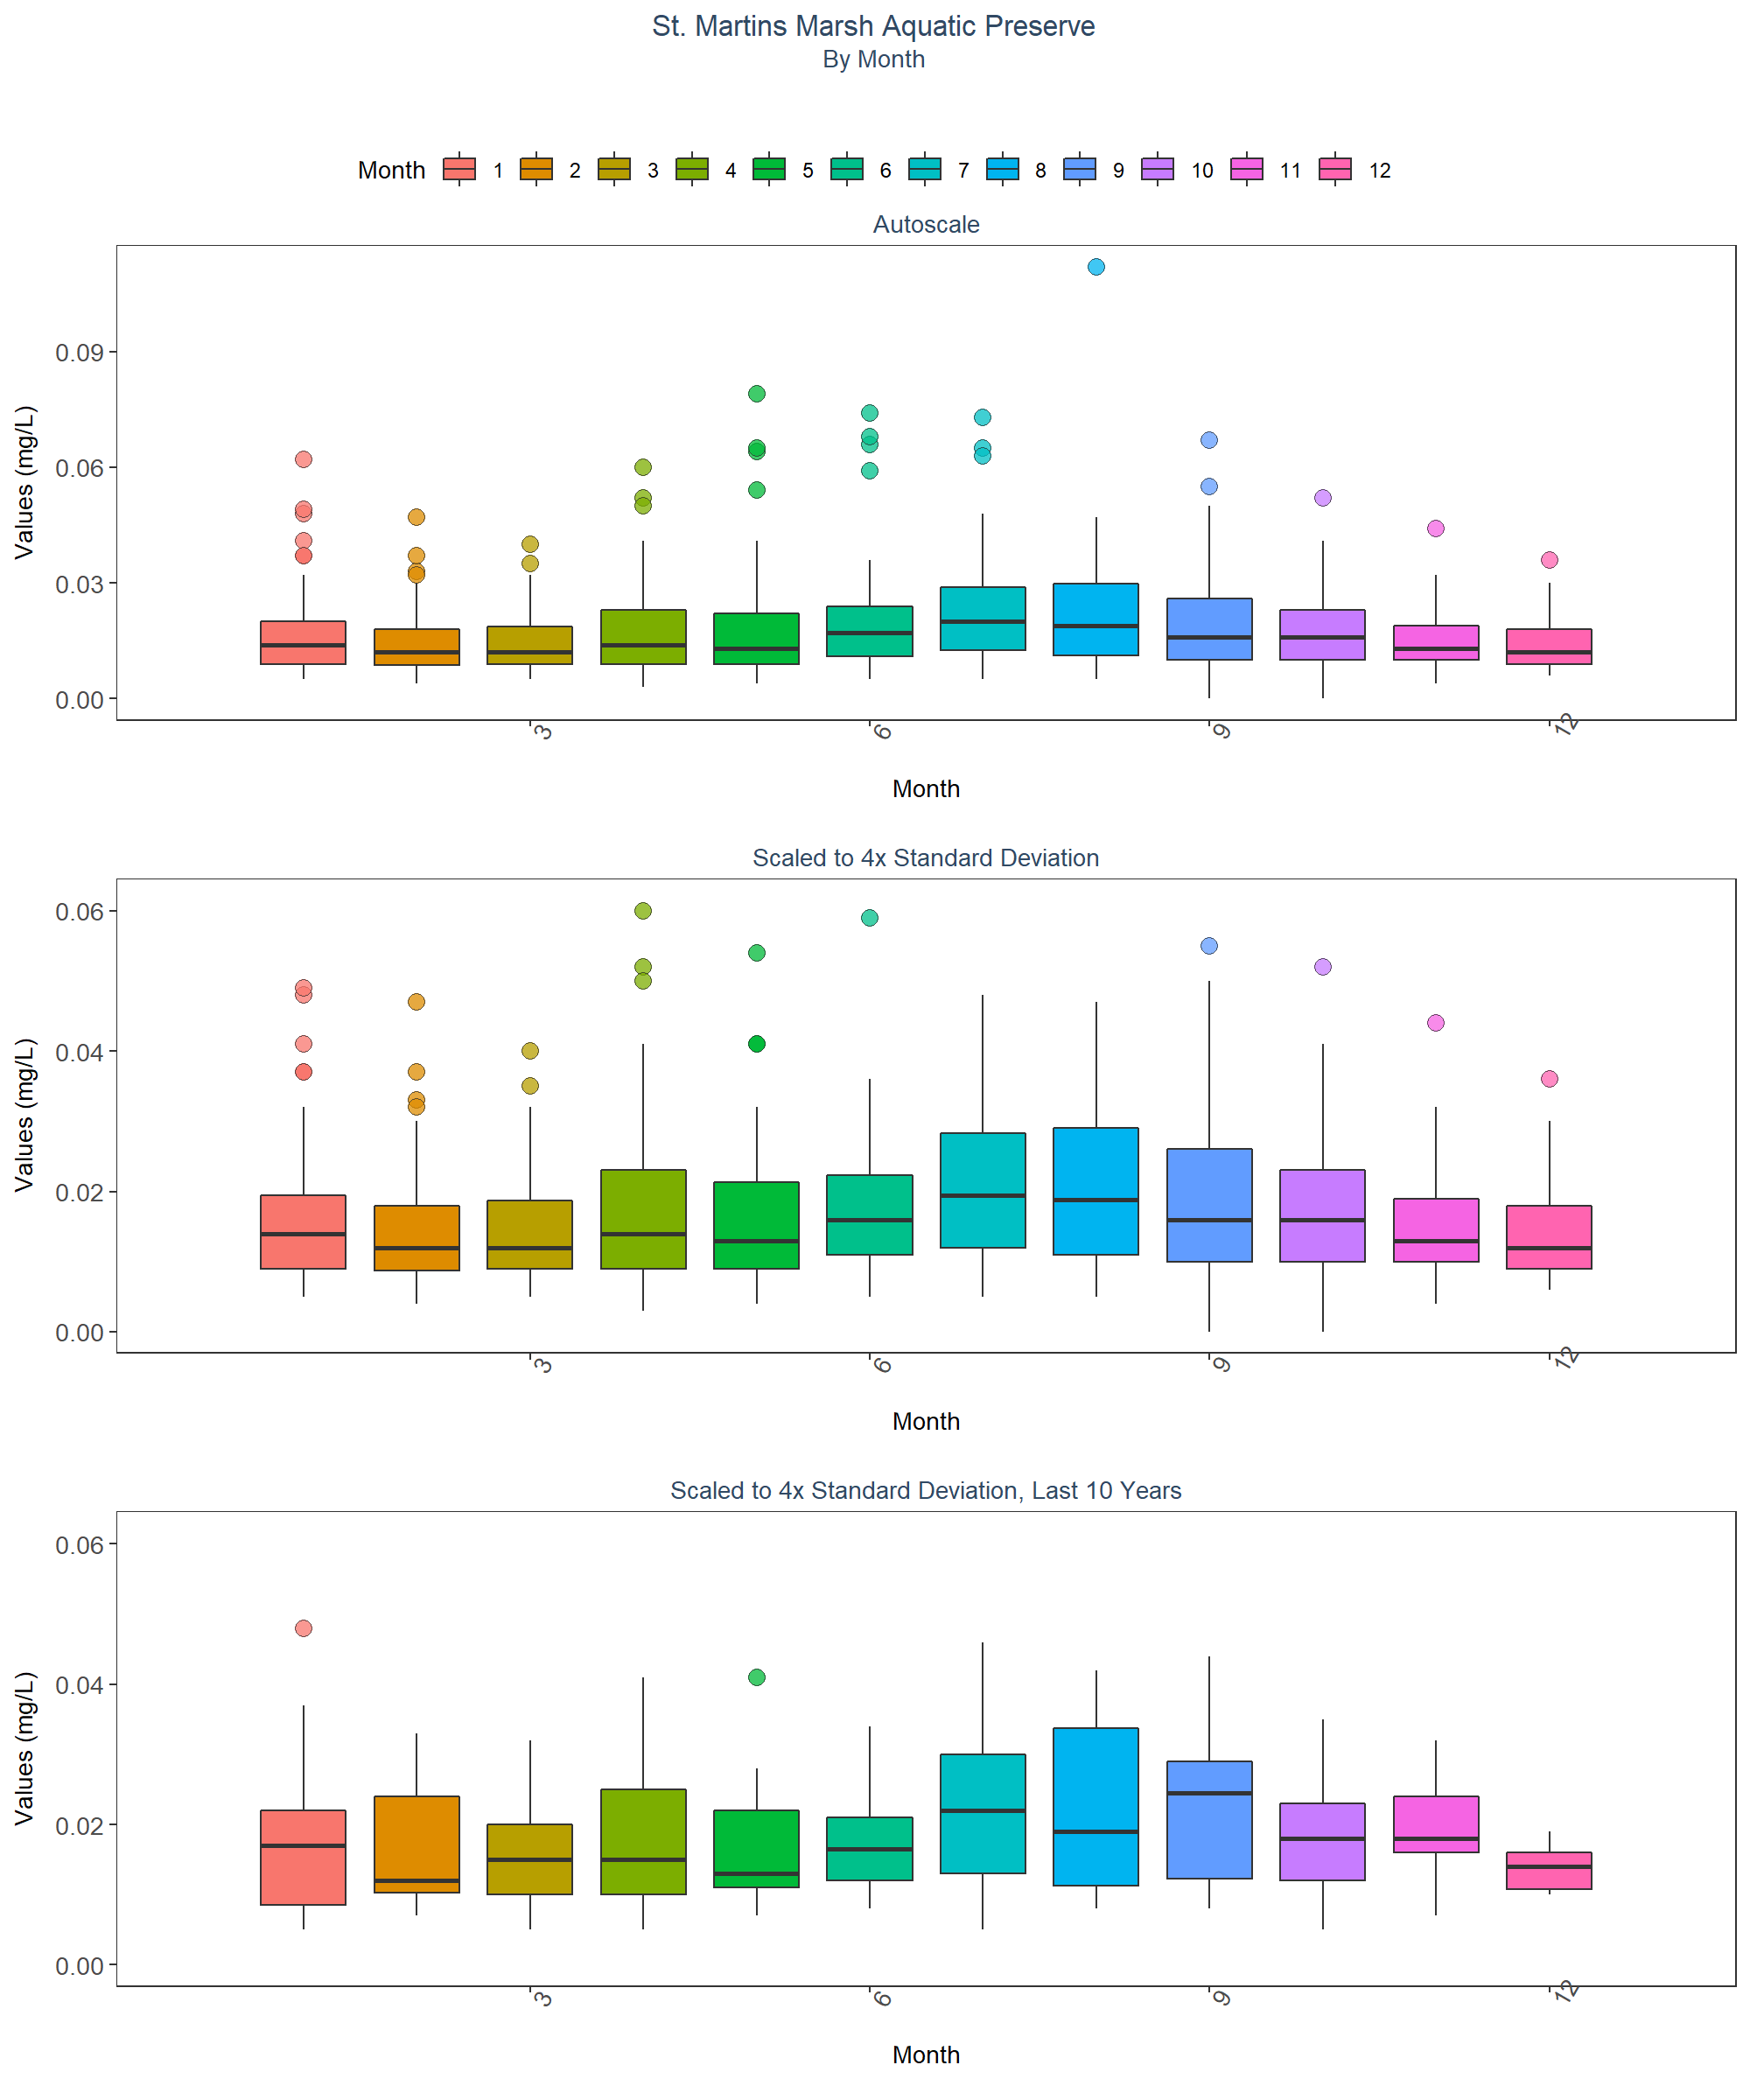 St. Martins Marsh Aquatic Preserve
By Month
Month 1 2 3 4 5 6 7 8 9 10 11 12
Autoscale
Values (mg/L)
0.09
0.06
0.03
0.00
3 6 9 12
Month
Scaled to 4x Standard Deviation
Values (mg/L)
0.06
0.04
0.02
0.00
3 6 9 12
Month
Scaled to 4x Standard Deviation, Last 10 Years
Values (mg/L)
0.06
0.04
0.02
0.00
3 6 9 12
Month